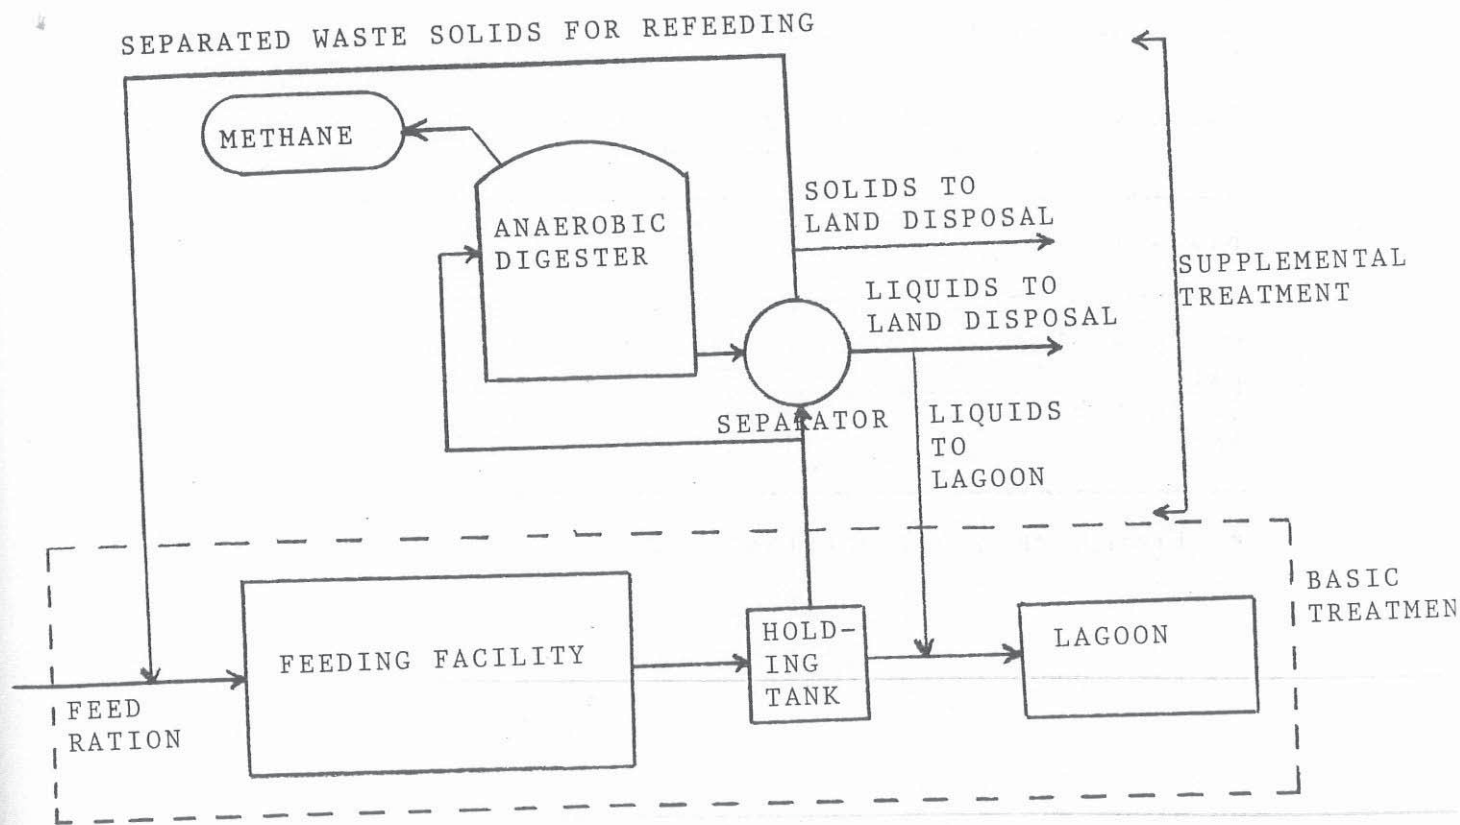 SEPARATED WASTE SOLIDS FOR REFEEDING
METHANE
ANAEROBIC
DIGESTER
SOLIDS TO
LAND DISPOSAL
LIQUIDS TO
LAND DISPOSAL
SUPPLEMENTAL
TREATMENT
SEPARATOR
LIQUIDS
TO
LAGOON
BASIC
TREATMEN
FEEDING FACILITY
HOLD-
ING
TANK
LAGOON
FEED
RATION